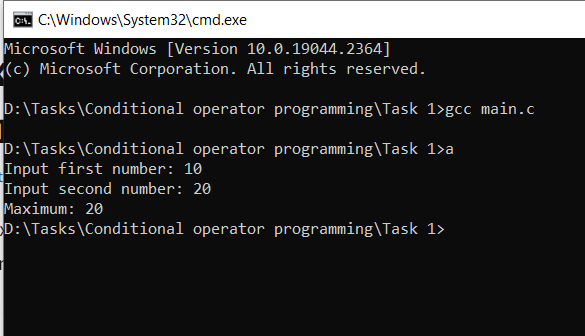 C:\Windows\System32\cmd.exe
Microsoft Windows [Version 10.0.19044.2364]
(c) Microsoft Corporation. All rights reserved.
D:\Tasks\Conditional operator programming\Task 1>gcc main.c
D:\Tasks\Conditional operator programming\Task 1>a
Input first number: 10
Input second number: 20
Maximum: 20
D:\Tasks\Conditional operator programming\Task 1>